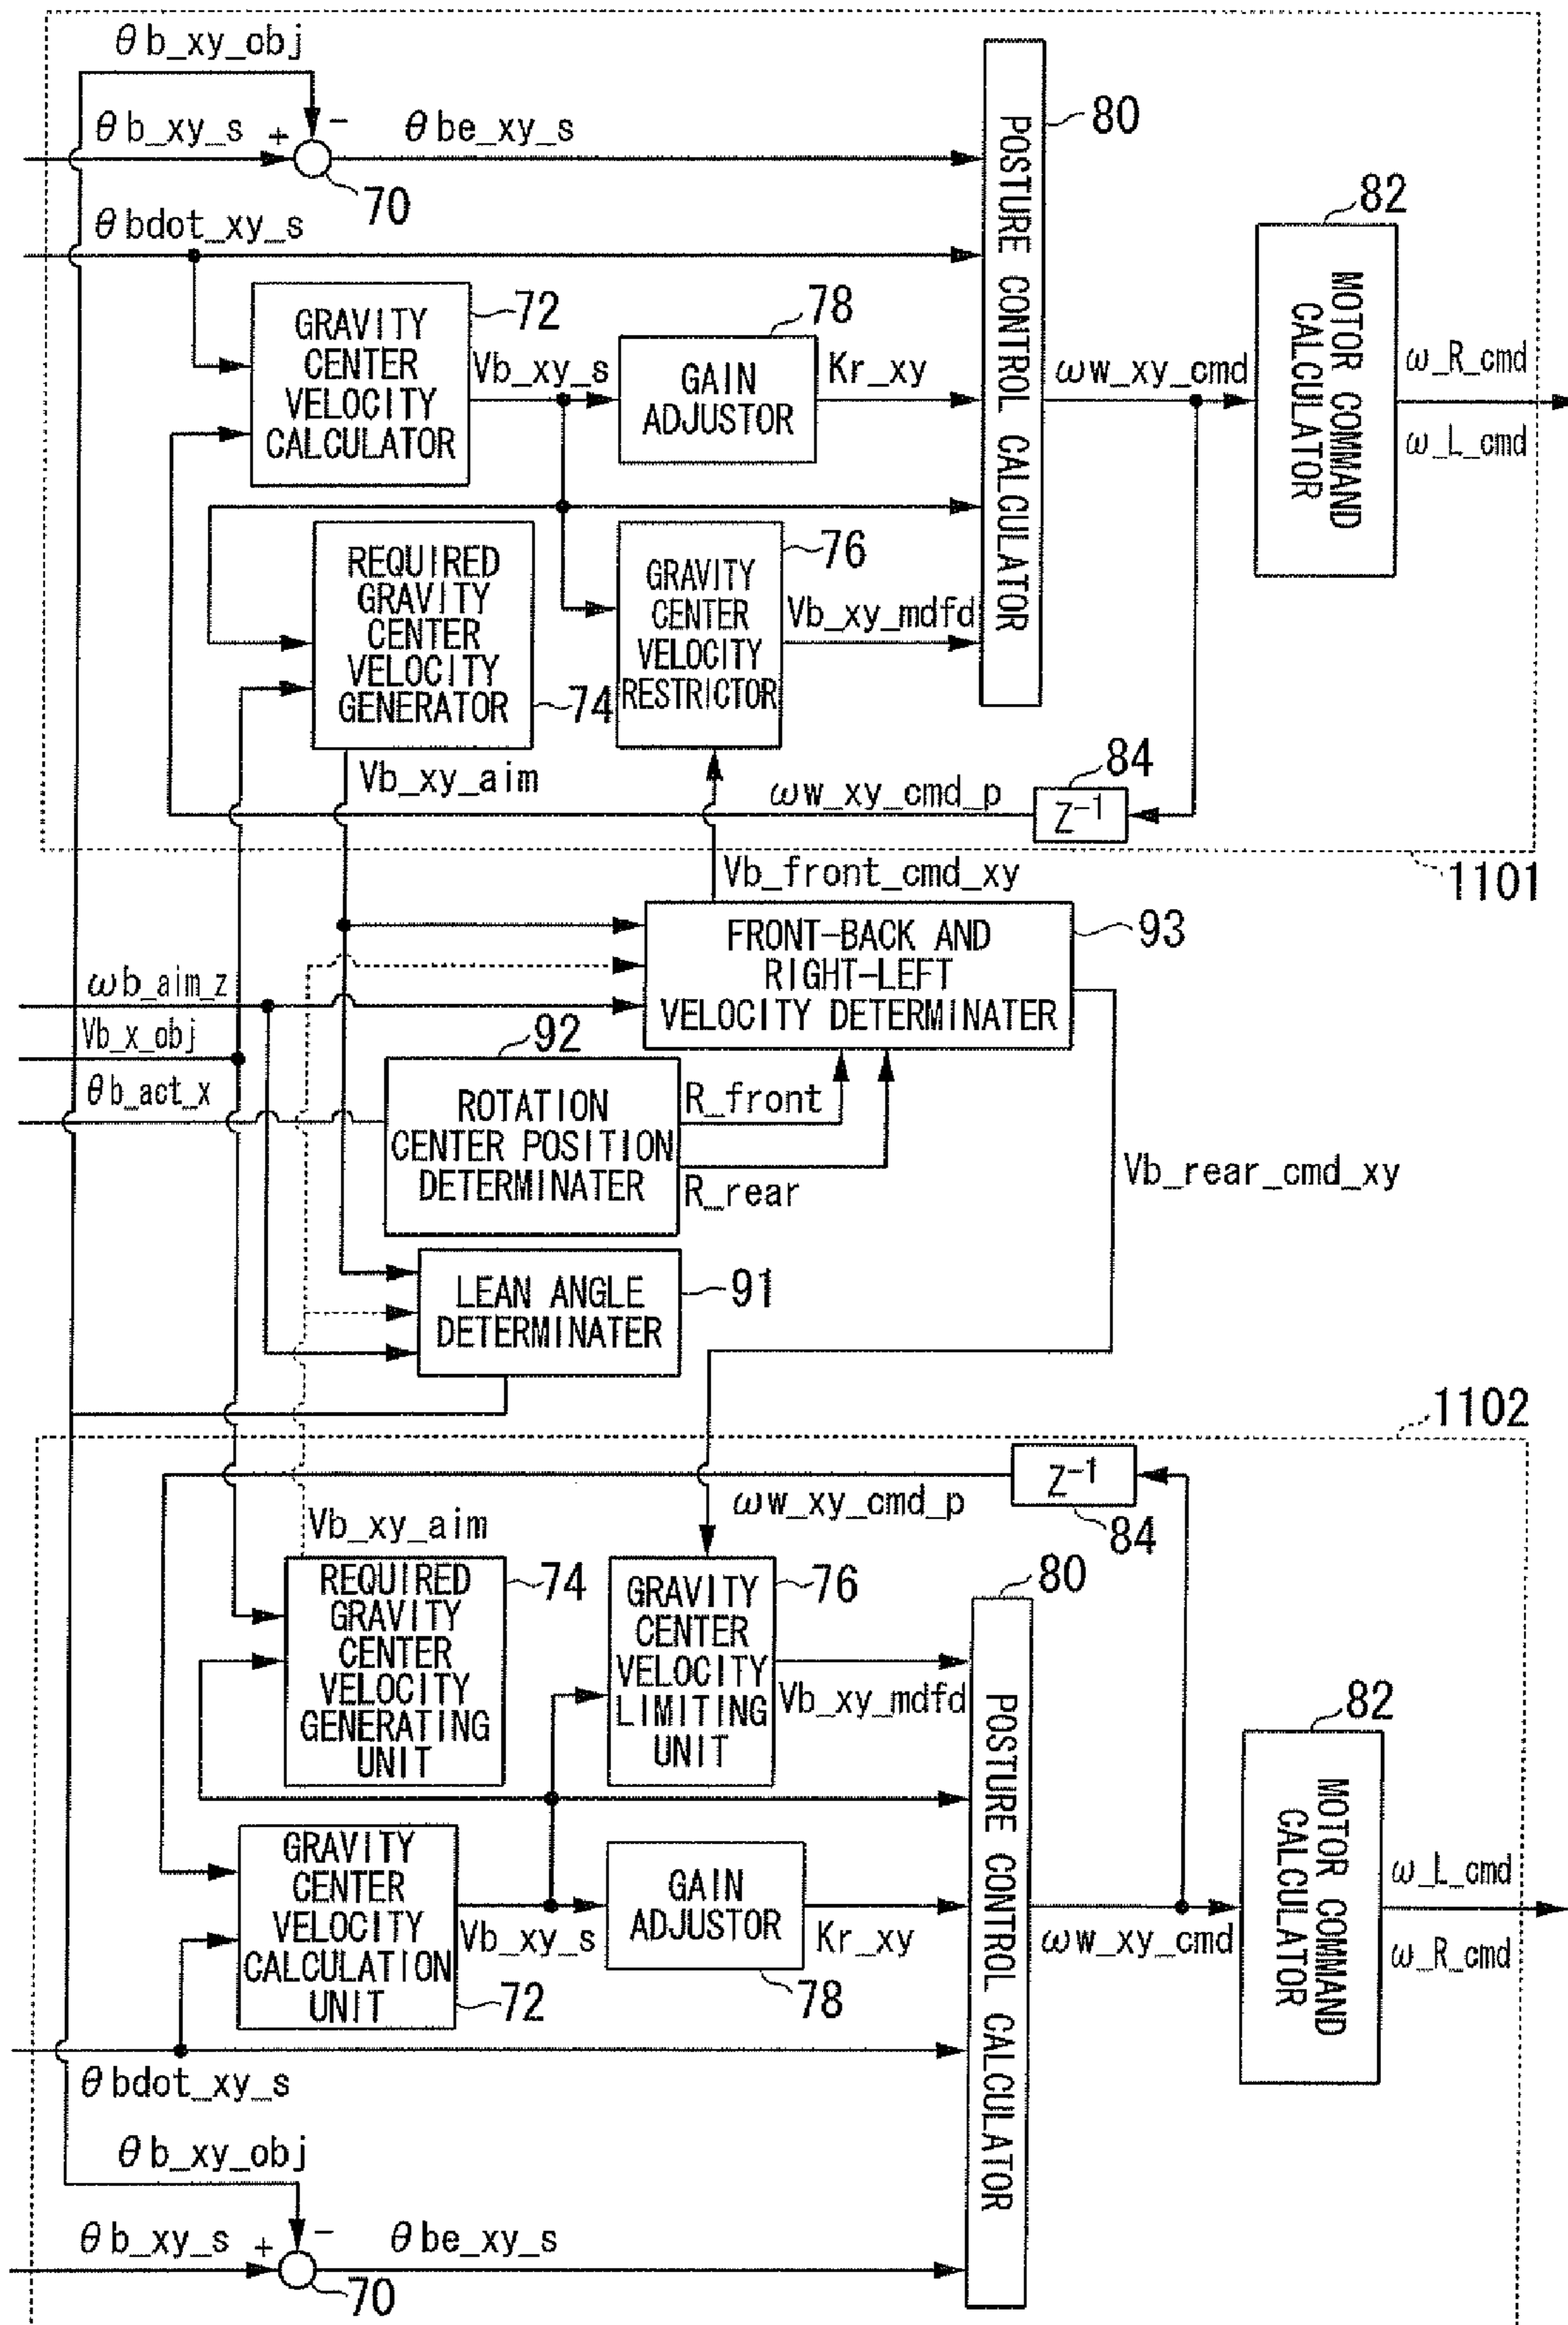 θb_xy_obj
θb_xy_s
+
-
θbe_xy_s
70
θbdot_xy_s
80
POSTURE CONTROL CALCULATOR
82
MOTOR COMMAND
CALCULATOR
GRAVITY
CENTER
VELOCITY
CALCULATOR
72
Vb_xy_s
78
GAIN
ADJUSTOR
Kr_xy
ωw_xy_cmd
ω_R_cmd
ω_L_cmd
REQUIRED
GRAVITY
CENTER
VELOCITY
GENERATOR
74
GRAVITY
CENTER
VELOCITY
RESTRICTOR
76
Vb_xy_mdfd
Vb_xy_aim
ωw_xy_cmd_p
84
Z-1
1101
Vb_front_cmd_xy
FRONT-BACK AND
RIGHT-LEFT
VELOCITY DETERMINATER
93
ωb_aim_z
Vb_x_obj
θb_act_x
92
ROTATION
CENTER POSITION
DETERMINATER
R_front
R_rear
Vb_rear_cmd_xy
LEAN ANGLE
DETERMINATER
91
1102
Z-1
84
ωw_xy_cmd_p
Vb_xy_aim
REQUIRED
GRAVITY
CENTER
VELOCITY
GENERATING
UNIT
74
GRAVITY
CENTER
VELOCITY
LIMITING
UNIT
76
Vb_xy_mdfd
80
POSTURE CONTROL CALCULATOR
82
MOTOR COMMAND
CALCULATOR
GRAVITY
CENTER
VELOCITY
CALCULATION
UNIT
72
Vb_xy_s
GAIN
ADJUSTOR
78
Kr_xy
ωw_xy_cmd
ω_L_cmd
ω_R_cmd
θbdot_xy_s
θb_xy_obj
θb_xy_s
+
-
θbe_xy_s
70